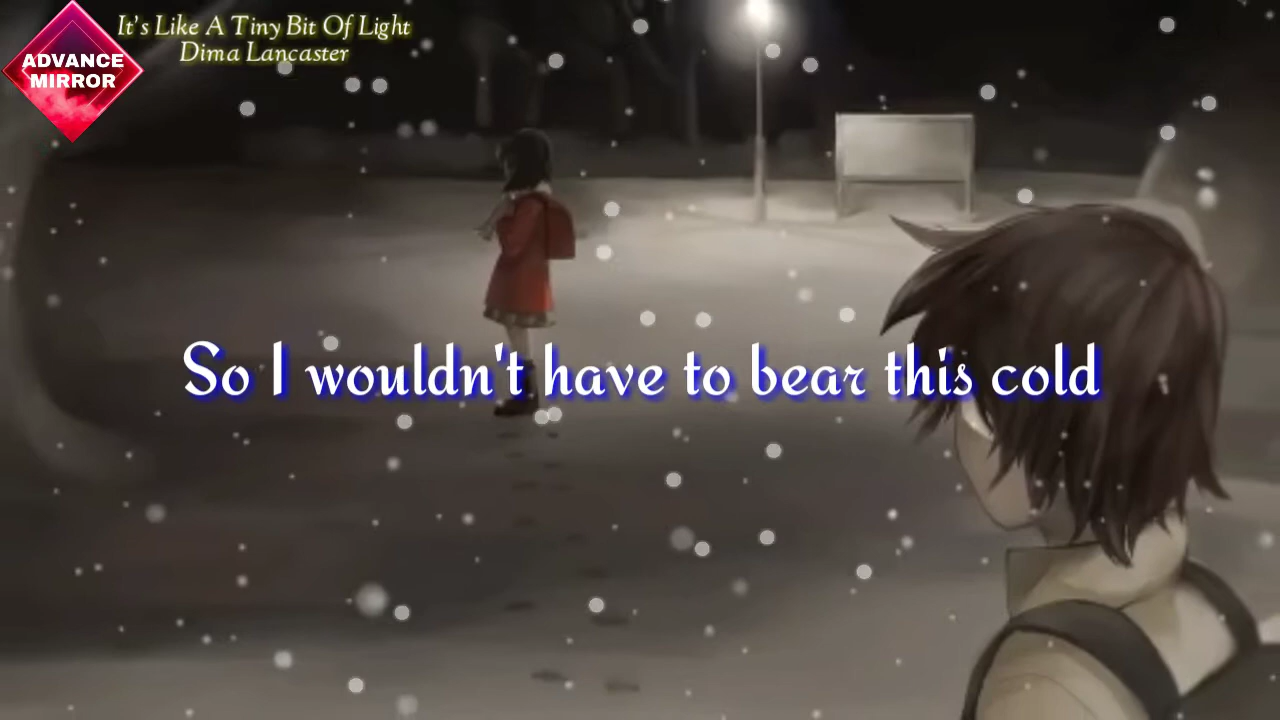 It's Like A Tiny Bit Of Light
Dima Lancaster
ADVANCE
MIRROR
So I wouldn't have to bear this cold